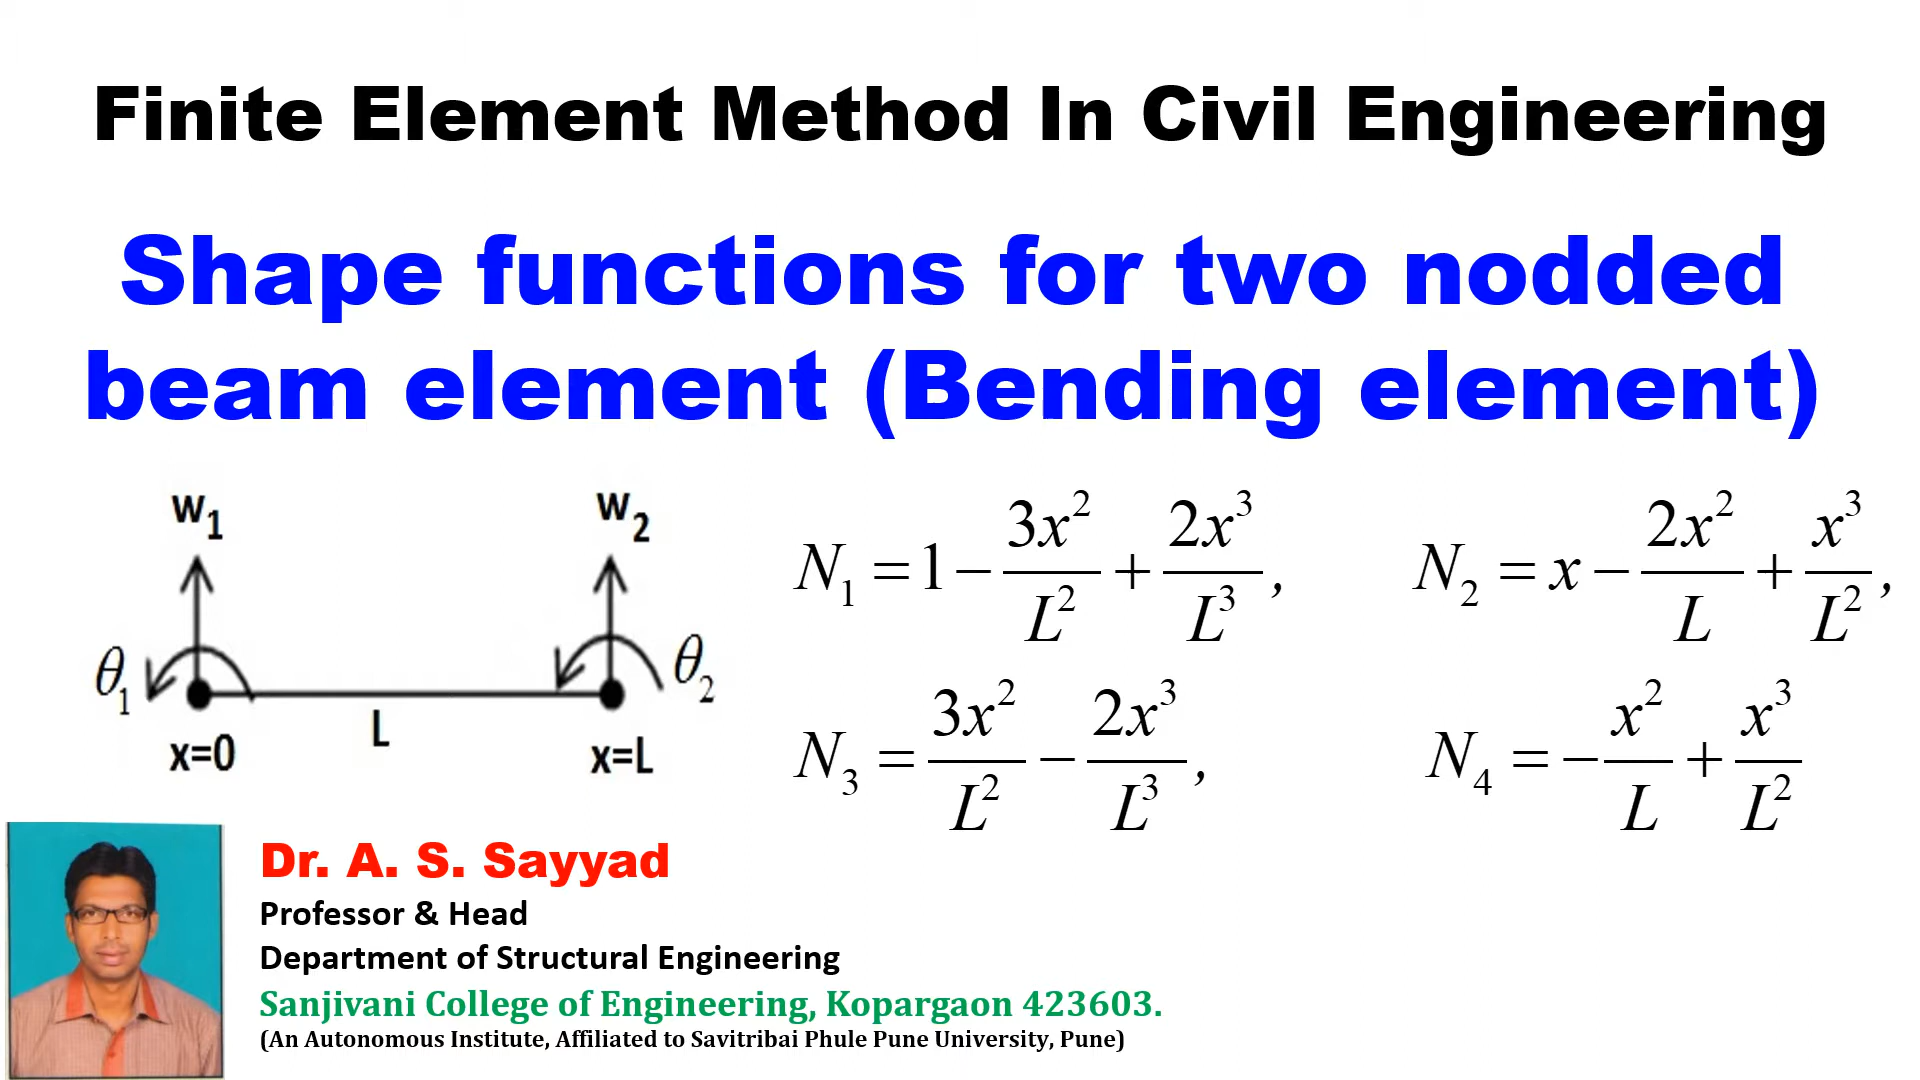 Finite Element Method In Civil Engineering
Shape functions for two nodded
beam element (Bending element)
w₁ w₂
θ₁ θ₂
L
x=0 x=L
N₁ = 1 − 3x²/L² + 2x³/L³, N₂ = x − 2x²/L + x³/L²,
N₃ = 3x²/L² − 2x³/L³, N₄ = − x²/L + x³/L²
Dr. A. S. Sayyad
Professor & Head
Department of Structural Engineering
Sanjivani College of Engineering, Kopargaon 423603.
(An Autonomous Institute, Affiliated to Savitribai Phule Pune University, Pune)